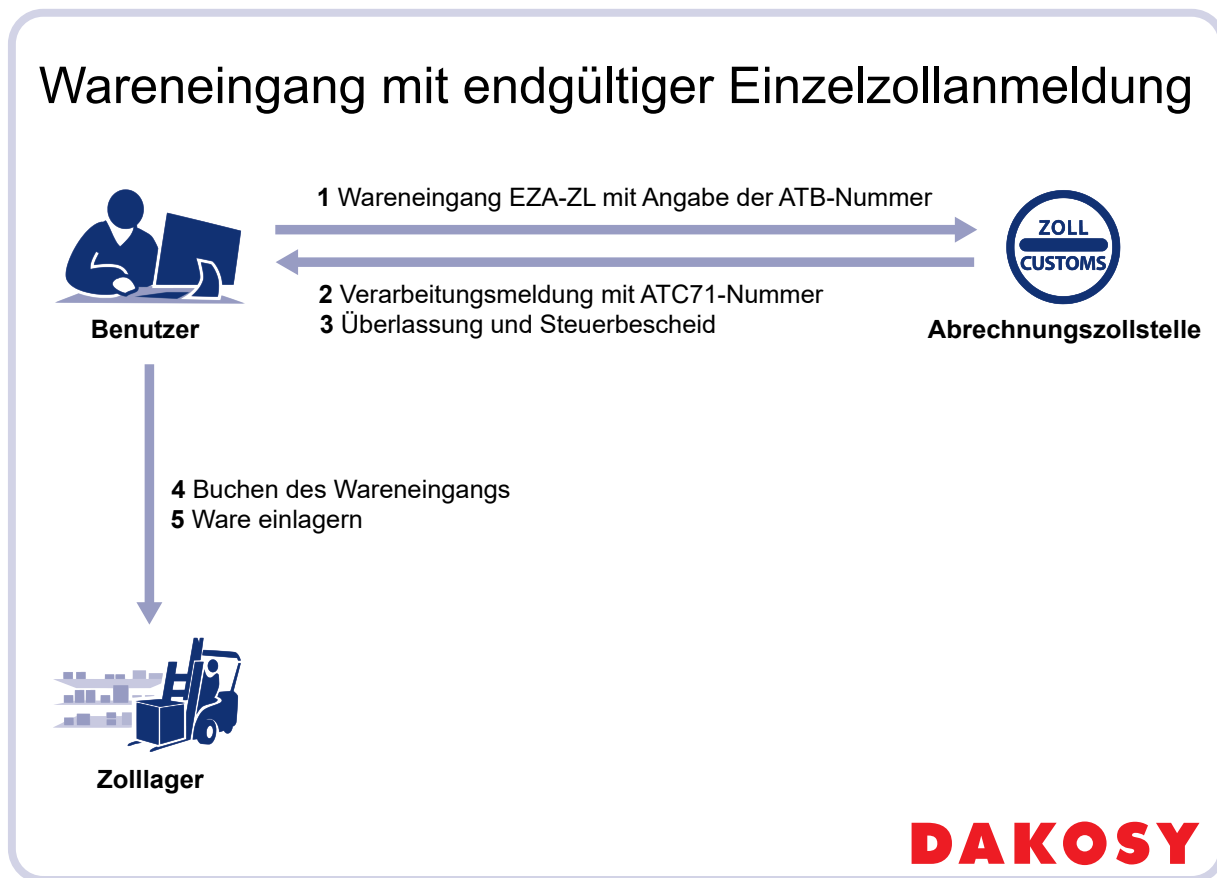 Wareneingang mit endgültiger Einzelzollanmeldung
1 Wareneingang EZA-ZL mit Angabe der ATB-Nummer
ZOLL
CUSTOMS
2 Verarbeitungsmeldung mit ATC71-Nummer
3 Überlassung und Steuerbescheid
Benutzer
Abrechnungszollstelle
4 Buchen des Wareneingangs
5 Ware einlagern
Zolllager
DAKOSY